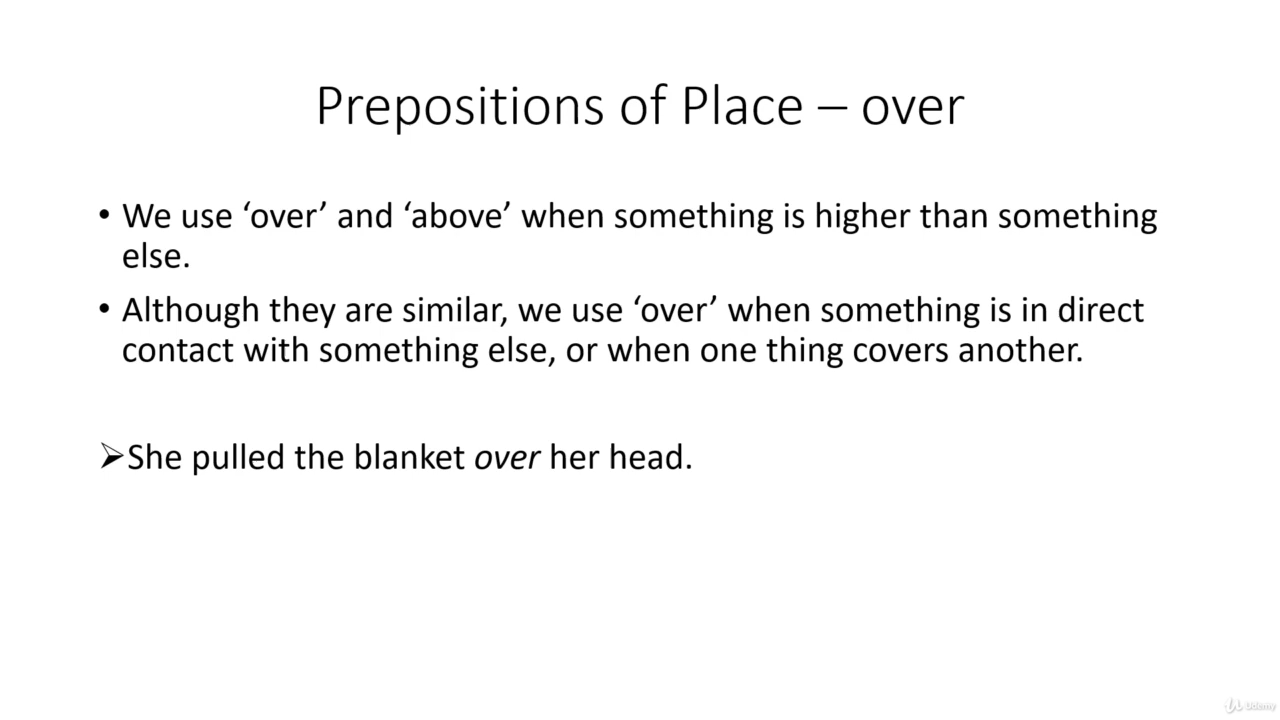 Prepositions of Place – over
• We use ‘over’ and ‘above’ when something is higher than something
else.
• Although they are similar, we use ‘over’ when something is in direct
contact with something else, or when one thing covers another.
➢She pulled the blanket over her head.
Udemy